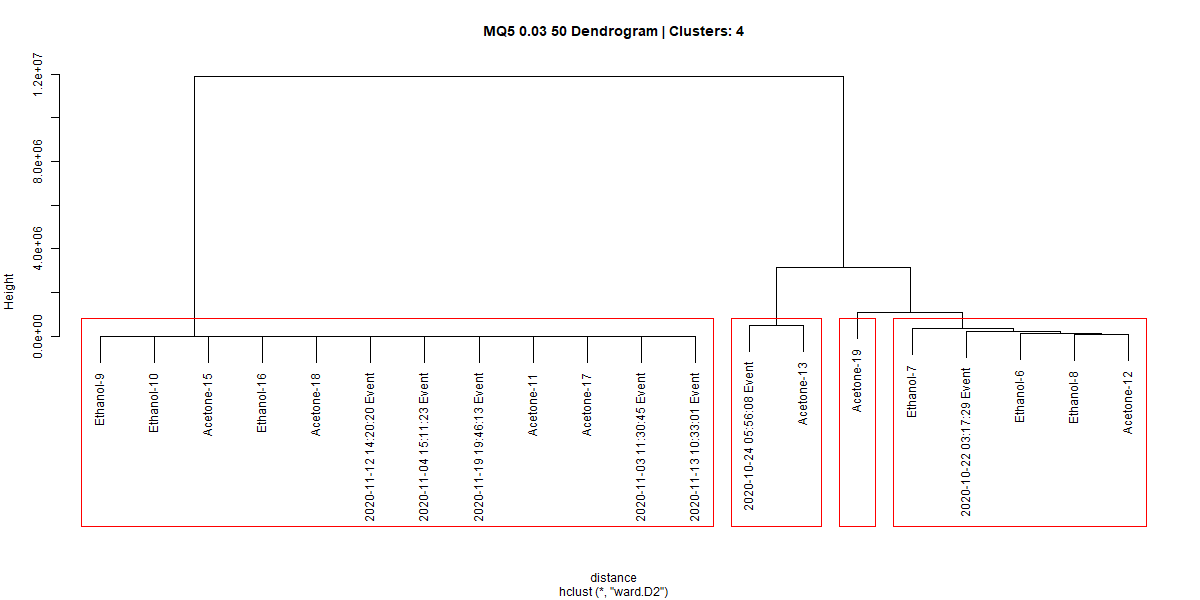 MQ5 0.03 50 Dendrogram | Clusters: 4
Height
1.2e+07
8.0e+06
4.0e+06
0.0e+00
Ethanol-9
Ethanol-10
Acetone-15
Ethanol-16
Acetone-18
2020-11-12 14:20:20 Event
2020-11-04 15:11:23 Event
2020-11-19 19:46:13 Event
Acetone-11
Acetone-17
2020-11-03 11:30:45 Event
2020-11-13 10:33:01 Event
2020-10-24 05:56:08 Event
Acetone-13
Acetone-19
Ethanol-7
2020-10-22 03:17:29 Event
Ethanol-6
Ethanol-8
Acetone-12
distance
hclust (*, "ward.D2")